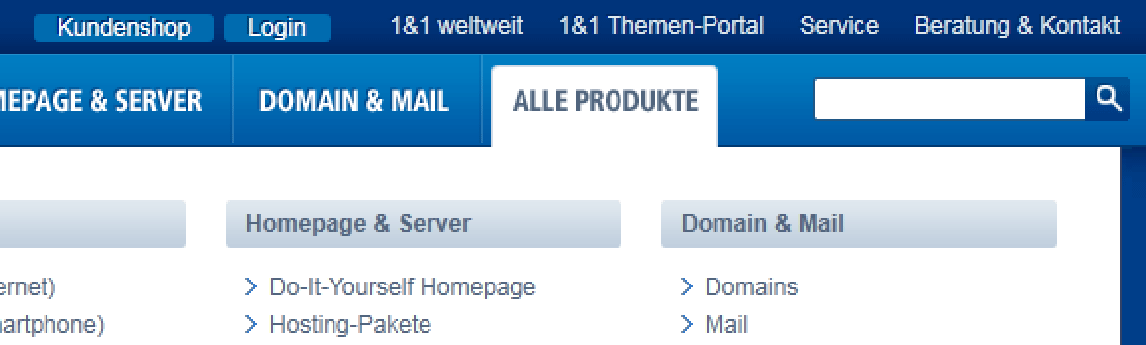 Kundenshop Login 1&1 weltweit 1&1 Themen-Portal Service Beratung & Kontakt
& SERVER DOMAIN & MAIL ALLE PRODUKTE
Homepage & Server Domain & Mail
Do-It-Yourself Homepage Domains
Hosting-Pakete Mail